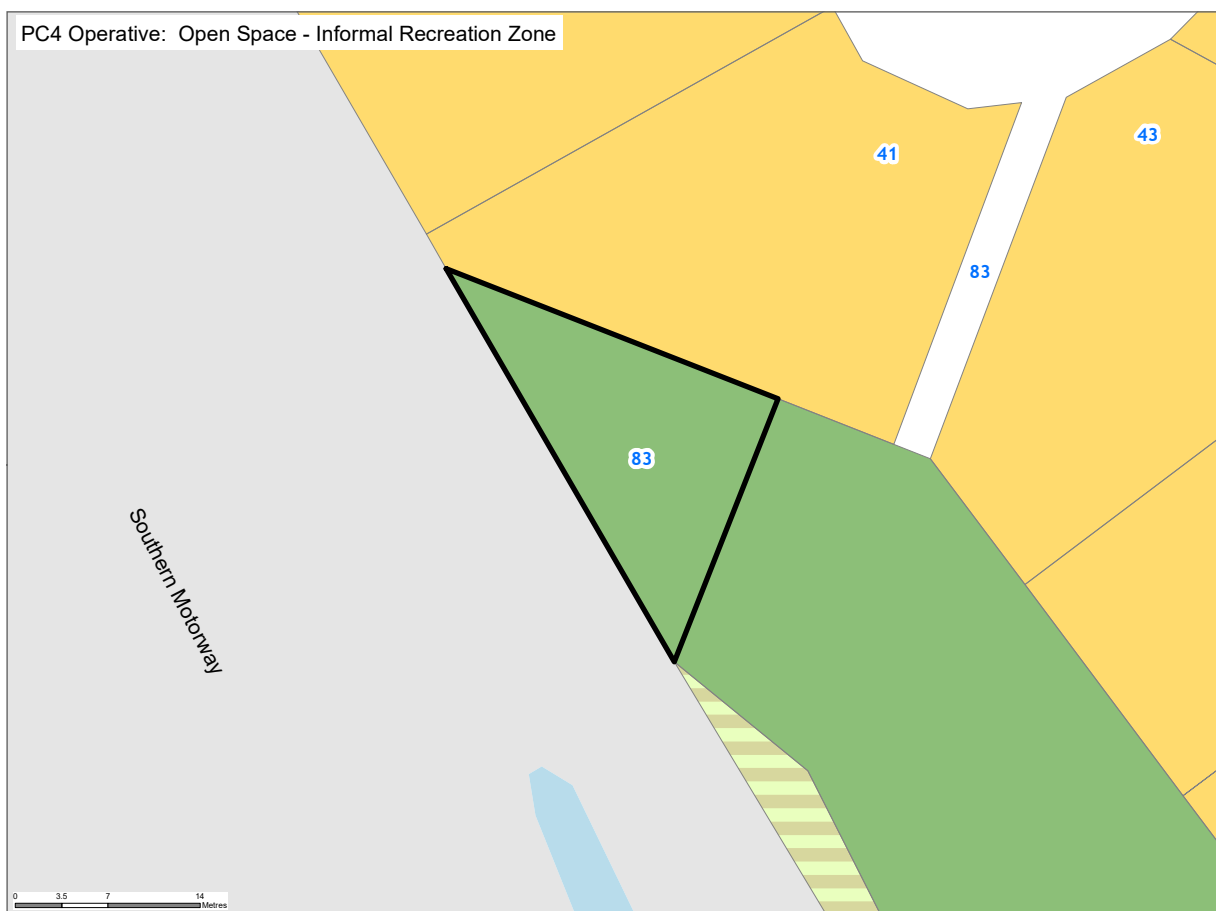 PC4 Operative:  Open Space - Informal Recreation Zone
41
43
83
83
Southern Motorway
0 3.5 7 14
Metres